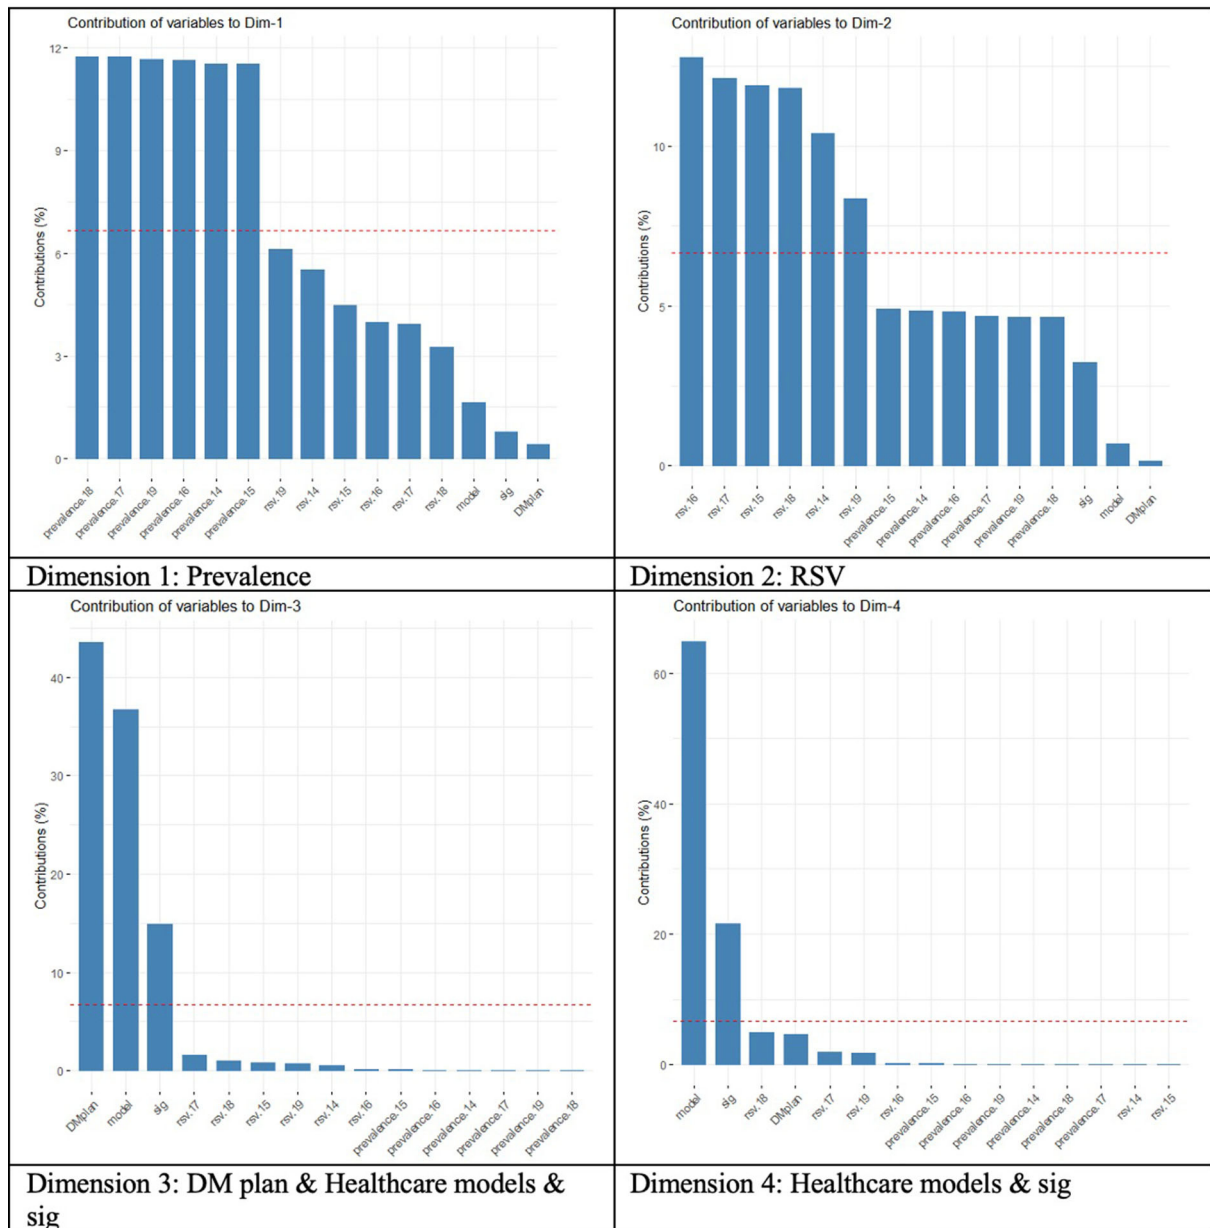 Contribution of variables to Dim-1
Contributions (%)
12
9
6
3
0
prevalence.18
prevalence.17
prevalence.19
prevalence.16
prevalence.14
prevalence.15
rsv.19
rsv.14
rsv.15
rsv.16
rsv.17
rsv.18
model
sig
DMplan
Dimension 1: Prevalence
Contribution of variables to Dim-2
Contributions (%)
10
5
0
rsv.16
rsv.17
rsv.15
rsv.18
rsv.14
rsv.19
prevalence.15
prevalence.14
prevalence.16
prevalence.17
prevalence.19
prevalence.18
sig
model
DMplan
Dimension 2: RSV
Contribution of variables to Dim-3
Contributions (%)
40
30
20
10
0
DMplan
model
sig
rsv.17
rsv.18
rsv.15
rsv.19
rsv.14
rsv.16
prevalence.15
prevalence.16
prevalence.14
prevalence.17
prevalence.19
prevalence.18
Dimension 3: DM plan & Healthcare models &
sig
Contribution of variables to Dim-4
Contributions (%)
60
40
20
0
model
sig
rsv.18
DMplan
rsv.17
rsv.19
rsv.16
prevalence.15
prevalence.16
prevalence.19
prevalence.14
prevalence.18
prevalence.17
rsv.14
rsv.15
Dimension 4: Healthcare models & sig